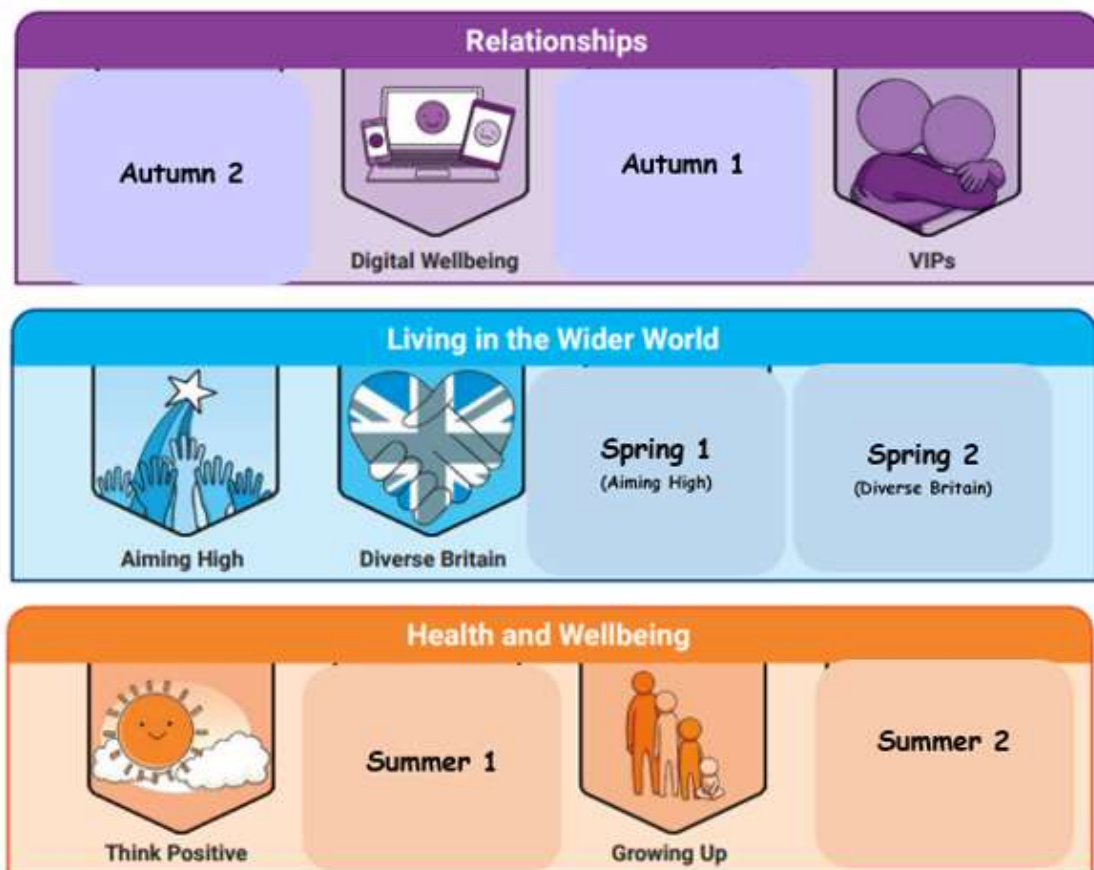 Relationships
Autumn 2
Digital Wellbeing
Autumn 1
VIPs
Living in the Wider World
Aiming High
Diverse Britain
Spring 1
(Aiming High)
Spring 2
(Diverse Britain)
Health and Wellbeing
Think Positive
Summer 1
Growing Up
Summer 2